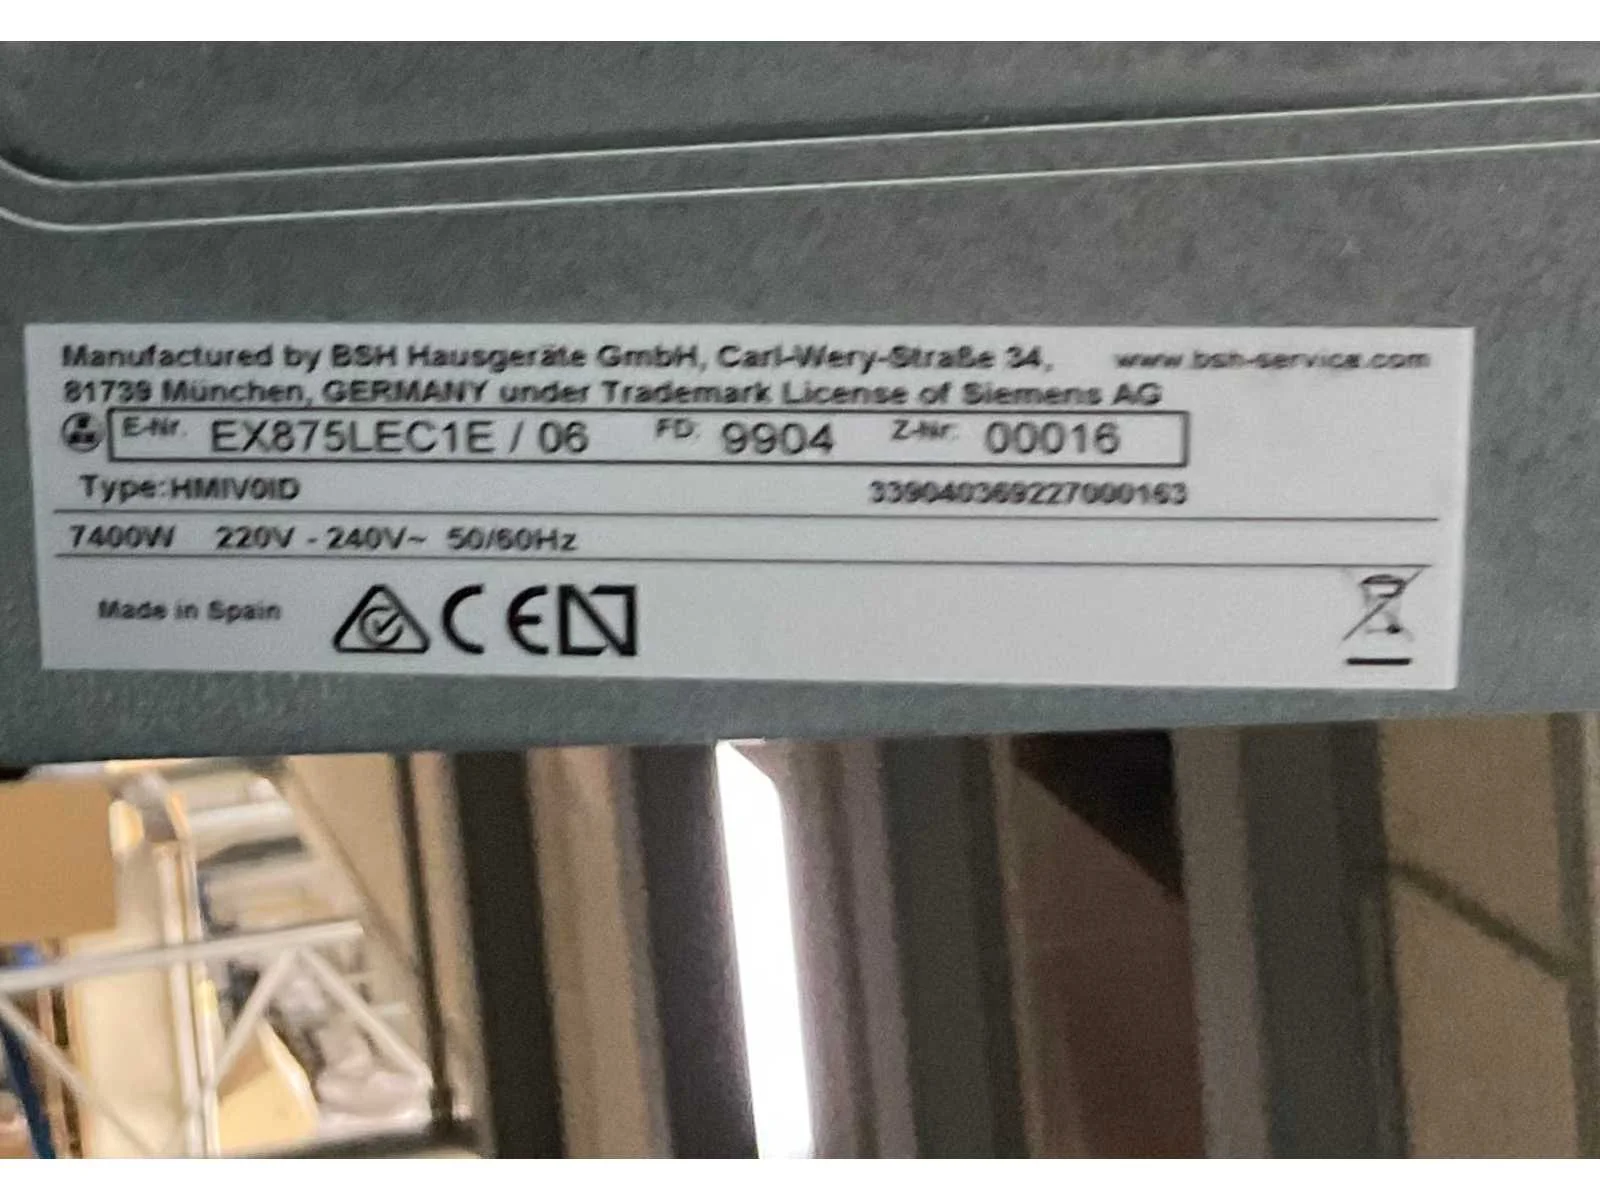 Manufactured by BSH Hausgeräte GmbH, Carl-Wery-Straße 34, www.bsh-service.com
81739 München, GERMANY under Trademark License of Siemens AG
E-Nr. EX875LEC1E / 06 FD: 9904 Z-Nr: 00016
Type:HMIV0ID 339040369227000163
7400W 220V - 240V~ 50/60Hz
Made in Spain CE N